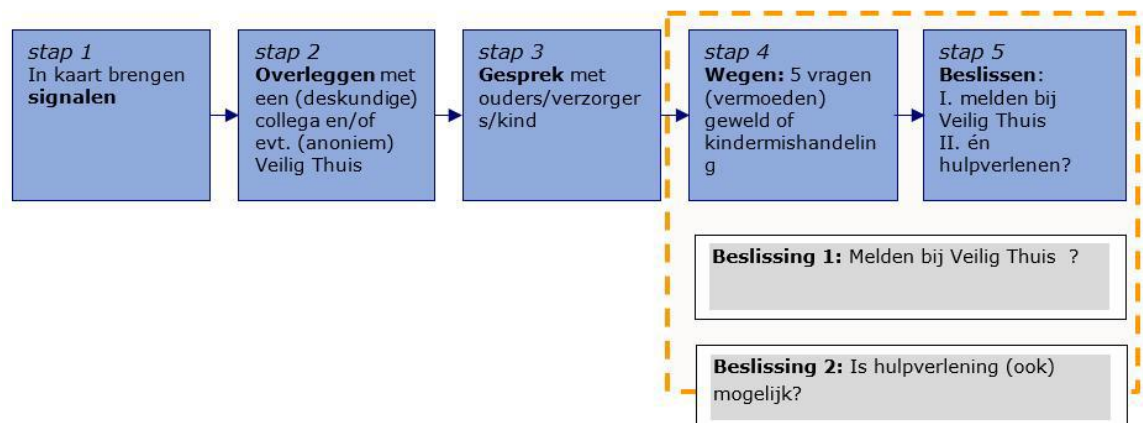 stap 1
In kaart brengen
signalen
stap 2
Overleggen met
een (deskundige)
collega en/of
evt. (anoniem)
Veilig Thuis
stap 3
Gesprek met
ouders/verzorger
s/kind
stap 4
Wegen: 5 vragen
(vermoeden)
geweld of
kindermishandelin
g
stap 5
Beslissen:
I. melden bij
Veilig Thuis
II. én
hulpverlenen?
Beslissing 1: Melden bij Veilig Thuis ?
Beslissing 2: Is hulpverlening (ook)
mogelijk?